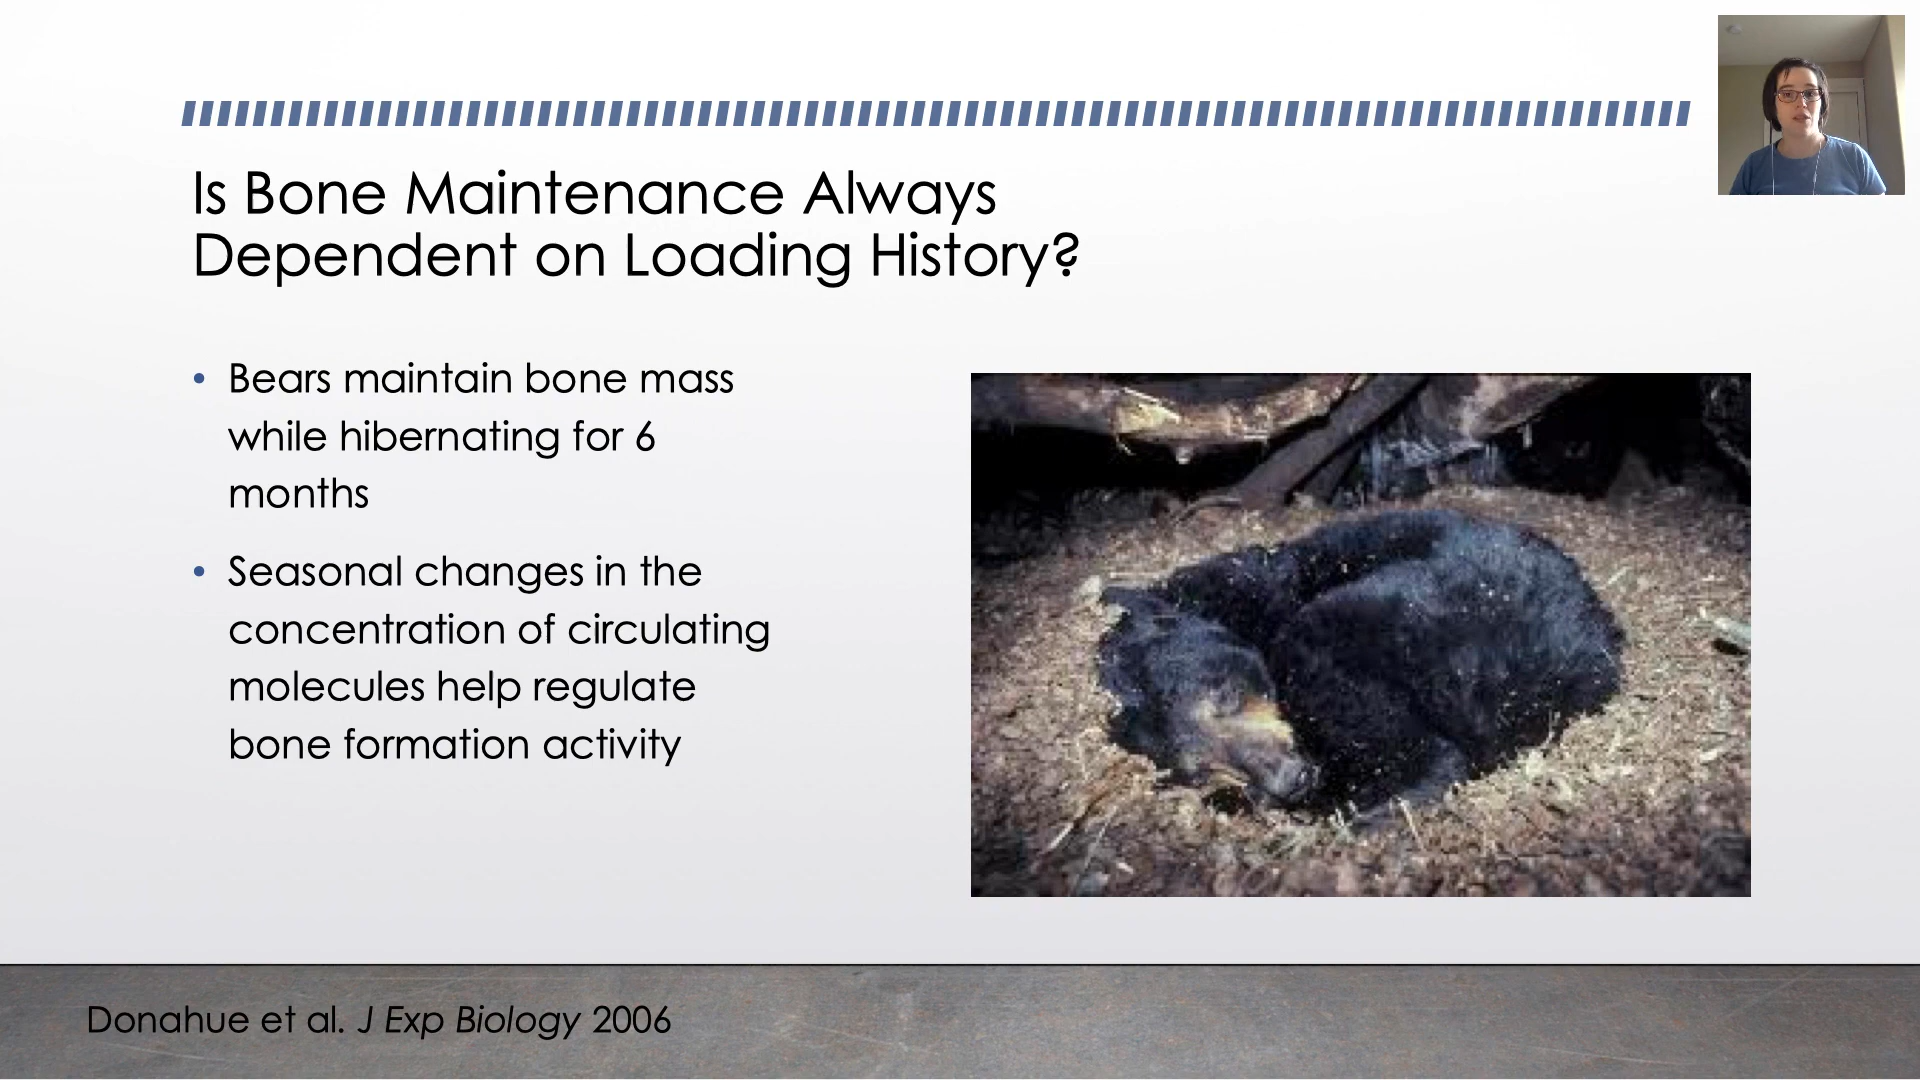 Is Bone Maintenance Always
Dependent on Loading History?
• Bears maintain bone mass
while hibernating for 6
months
• Seasonal changes in the
concentration of circulating
molecules help regulate
bone formation activity
Donahue et al. J Exp Biology 2006